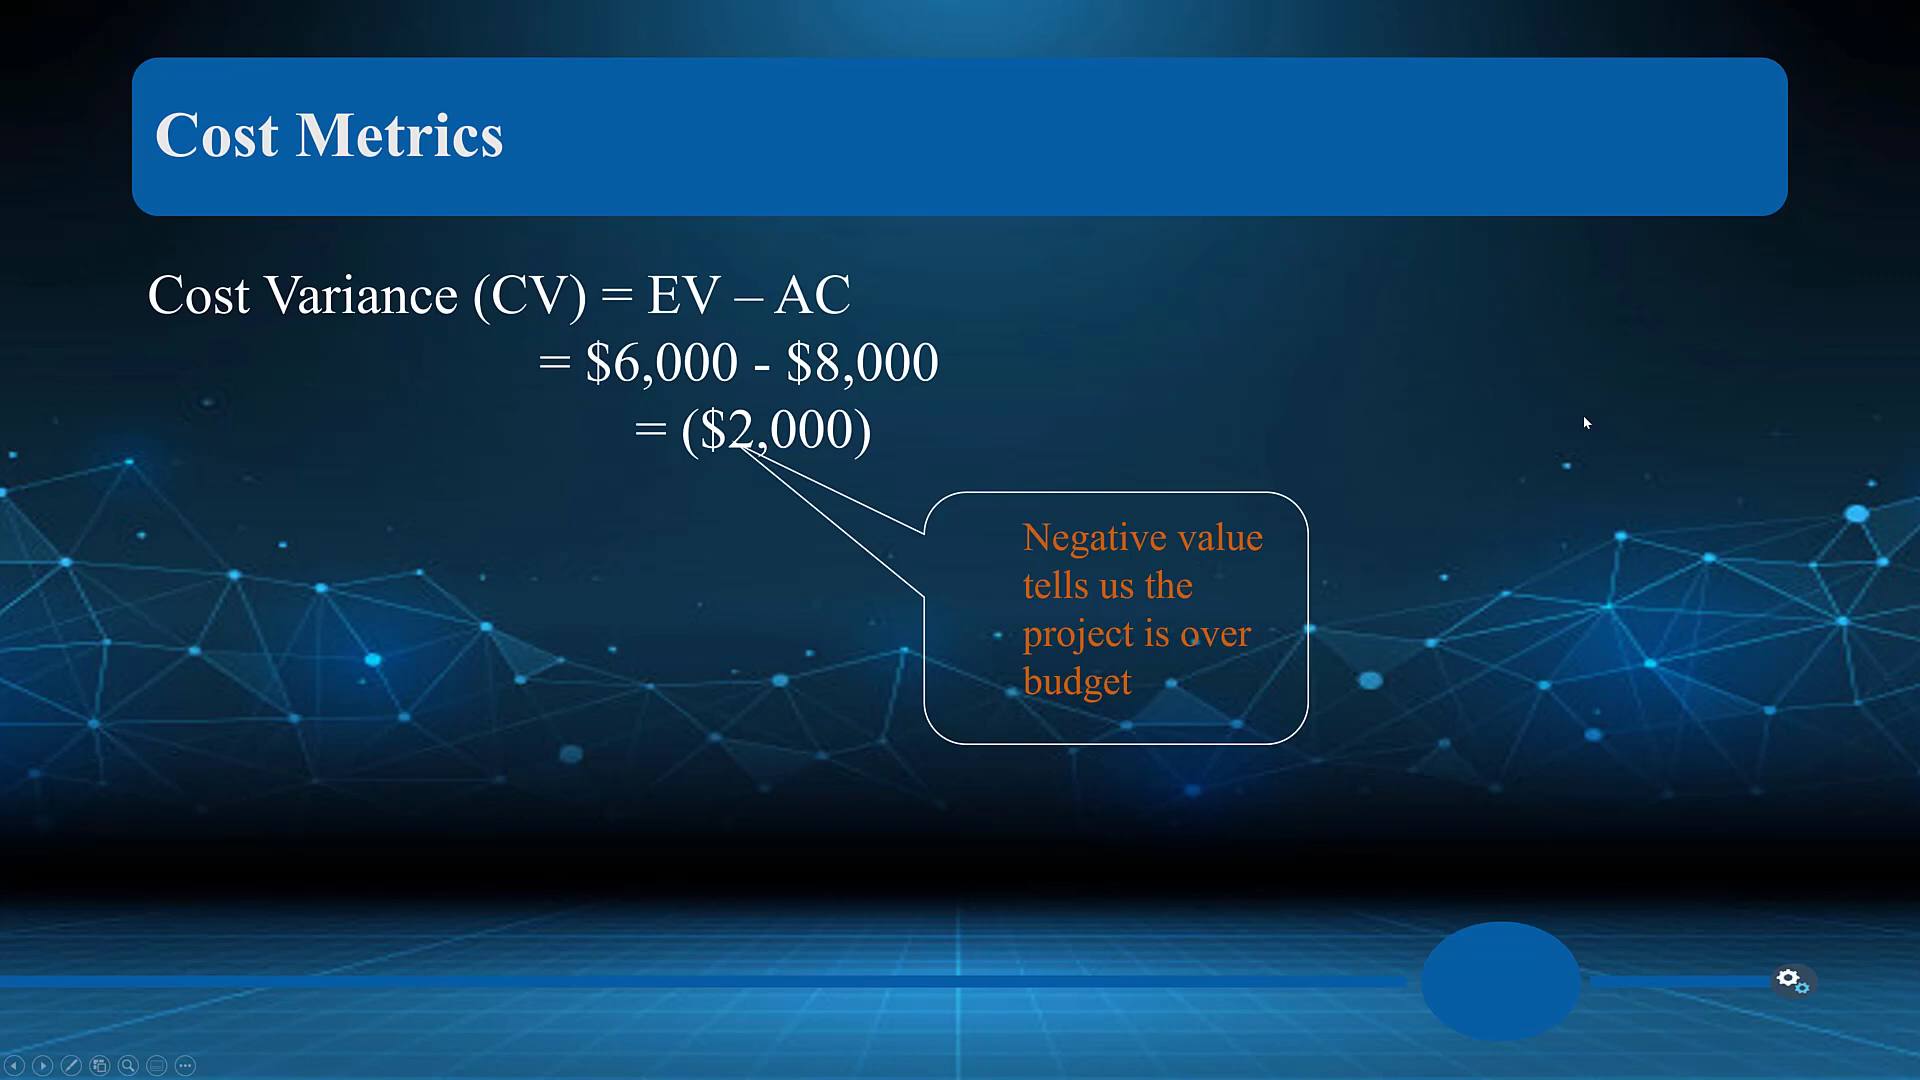 Cost Metrics
Cost Variance (CV) = EV – AC
= $6,000 - $8,000
= ($2,000)
Negative value
tells us the
project is over
budget